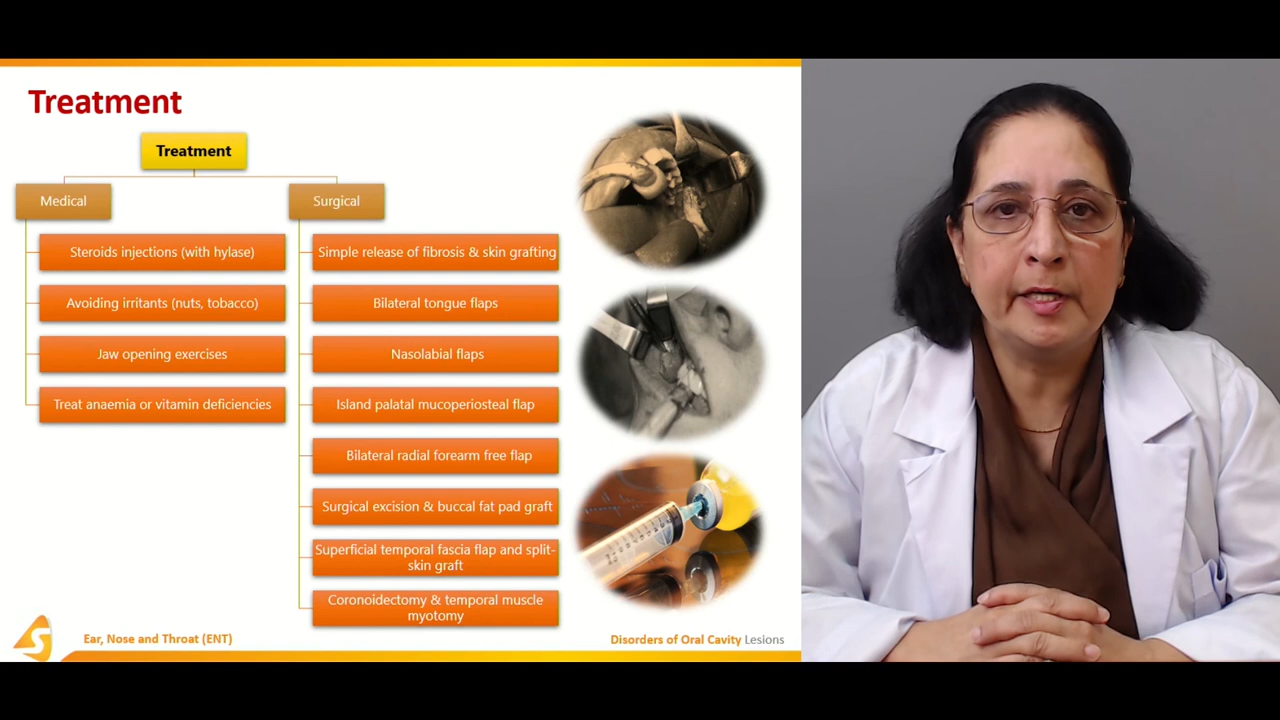 Treatment
Treatment
Medical
Surgical
Steroids injections (with hylase)
Avoiding irritants (nuts, tobacco)
Jaw opening exercises
Treat anaemia or vitamin deficiencies
Simple release of fibrosis & skin grafting
Bilateral tongue flaps
Nasolabial flaps
Island palatal mucoperiosteal flap
Bilateral radial forearm free flap
Surgical excision & buccal fat pad graft
Superficial temporal fascia flap and split-
skin graft
Coronoidectomy & temporal muscle
myotomy
S
Ear, Nose and Throat (ENT)
Disorders of Oral Cavity Lesions